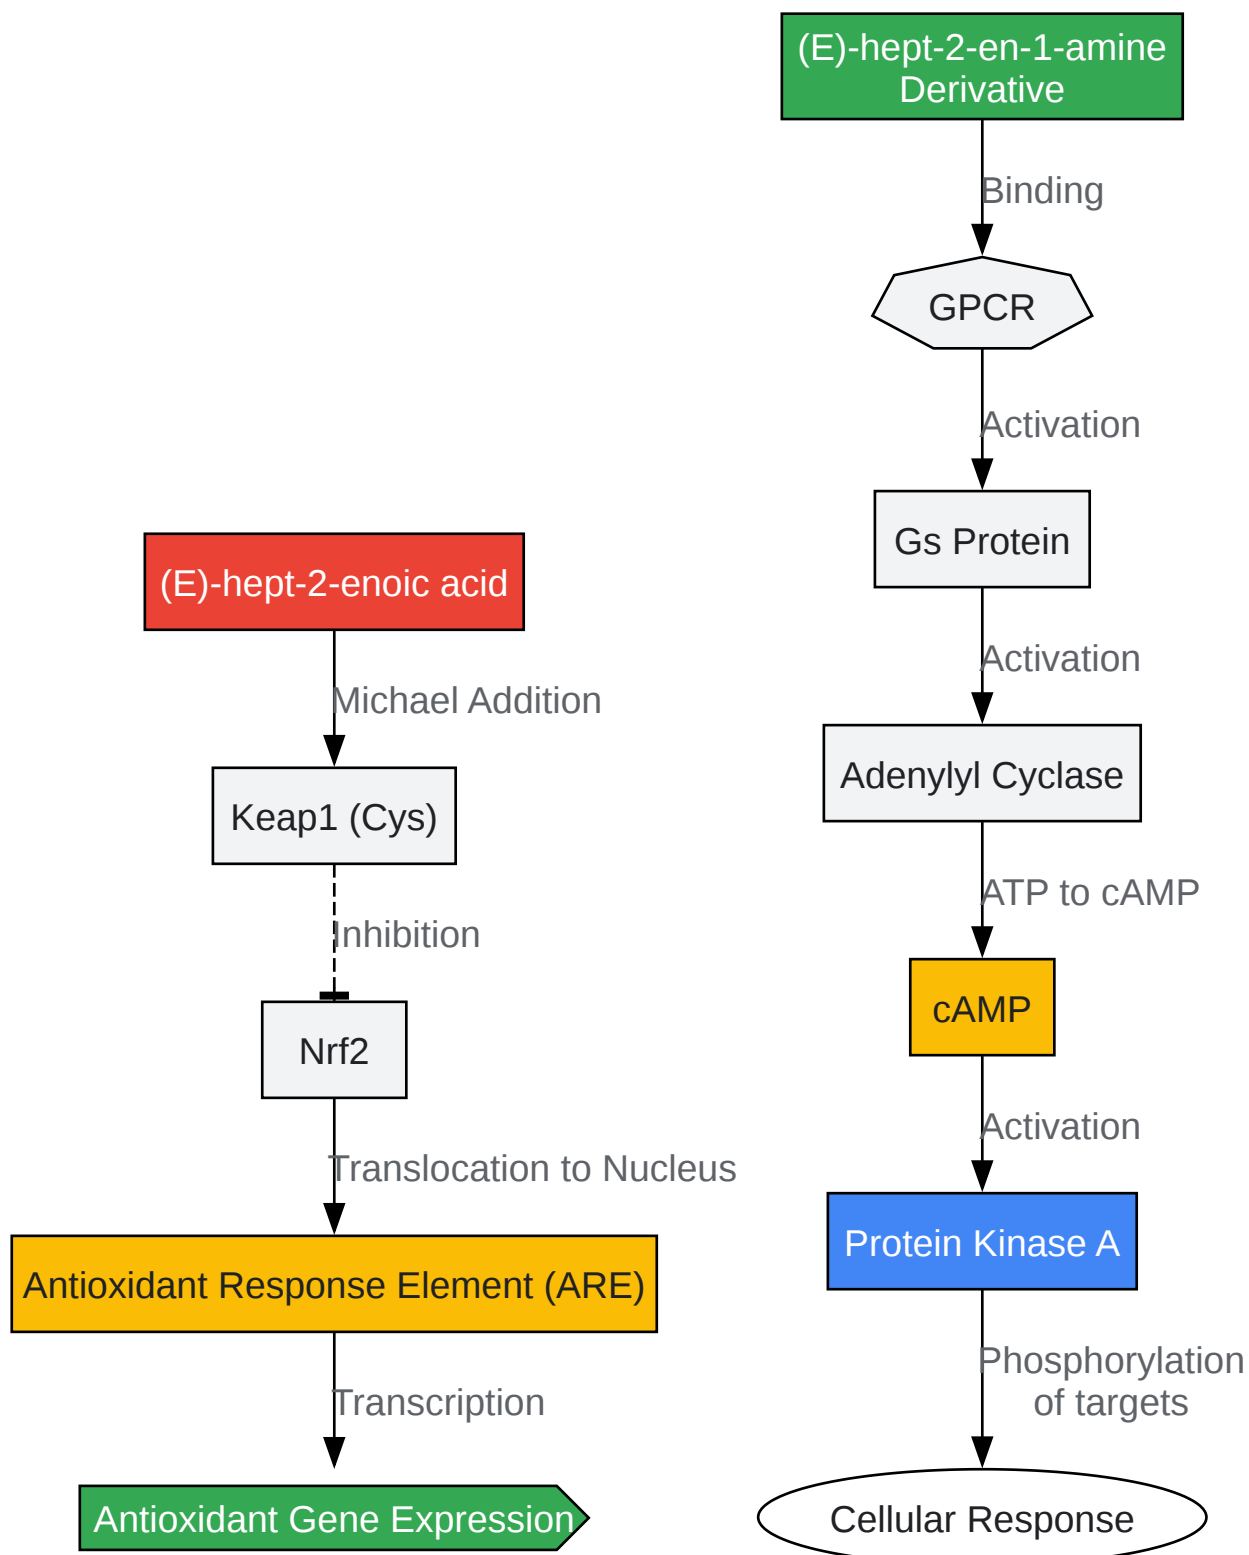 (E)-hept-2-en-1-amine
Derivative
Binding
GPCR
Activation
Gs Protein
Activation
Adenylyl Cyclase
ATP to cAMP
cAMP
Activation
Protein Kinase A
Phosphorylation
of targets
Cellular Response
(E)-hept-2-enoic acid
Michael Addition
Keap1 (Cys)
Inhibition
Nrf2
Translocation to Nucleus
Antioxidant Response Element (ARE)
Transcription
Antioxidant Gene Expression